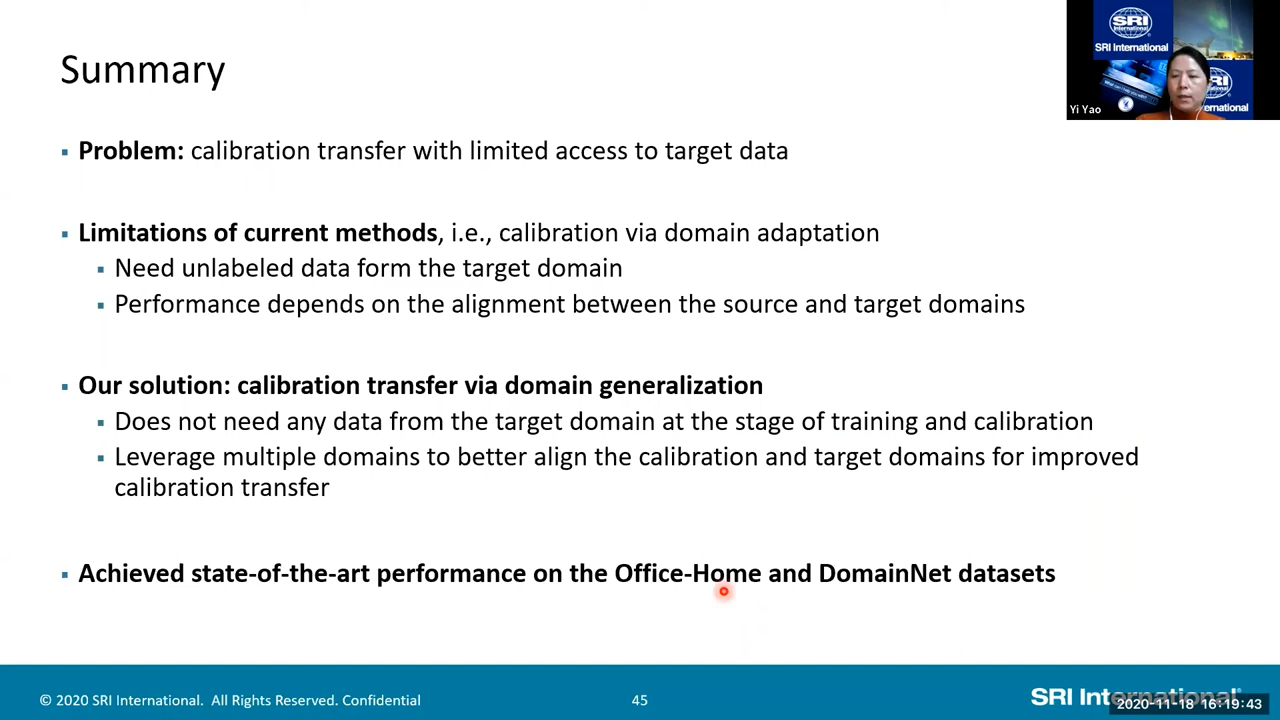 Summary
SRI International
SRI
ternational
Yi Yao
▪ Problem: calibration transfer with limited access to target data
▪ Limitations of current methods, i.e., calibration via domain adaptation
▪ Need unlabeled data form the target domain
▪ Performance depends on the alignment between the source and target domains
▪ Our solution: calibration transfer via domain generalization
▪ Does not need any data from the target domain at the stage of training and calibration
▪ Leverage multiple domains to better align the calibration and target domains for improved
calibration transfer
▪ Achieved state-of-the-art performance on the Office-Home and DomainNet datasets
© 2020 SRI International. All Rights Reserved. Confidential
45
SRI International
2020-11-18 16:19:43